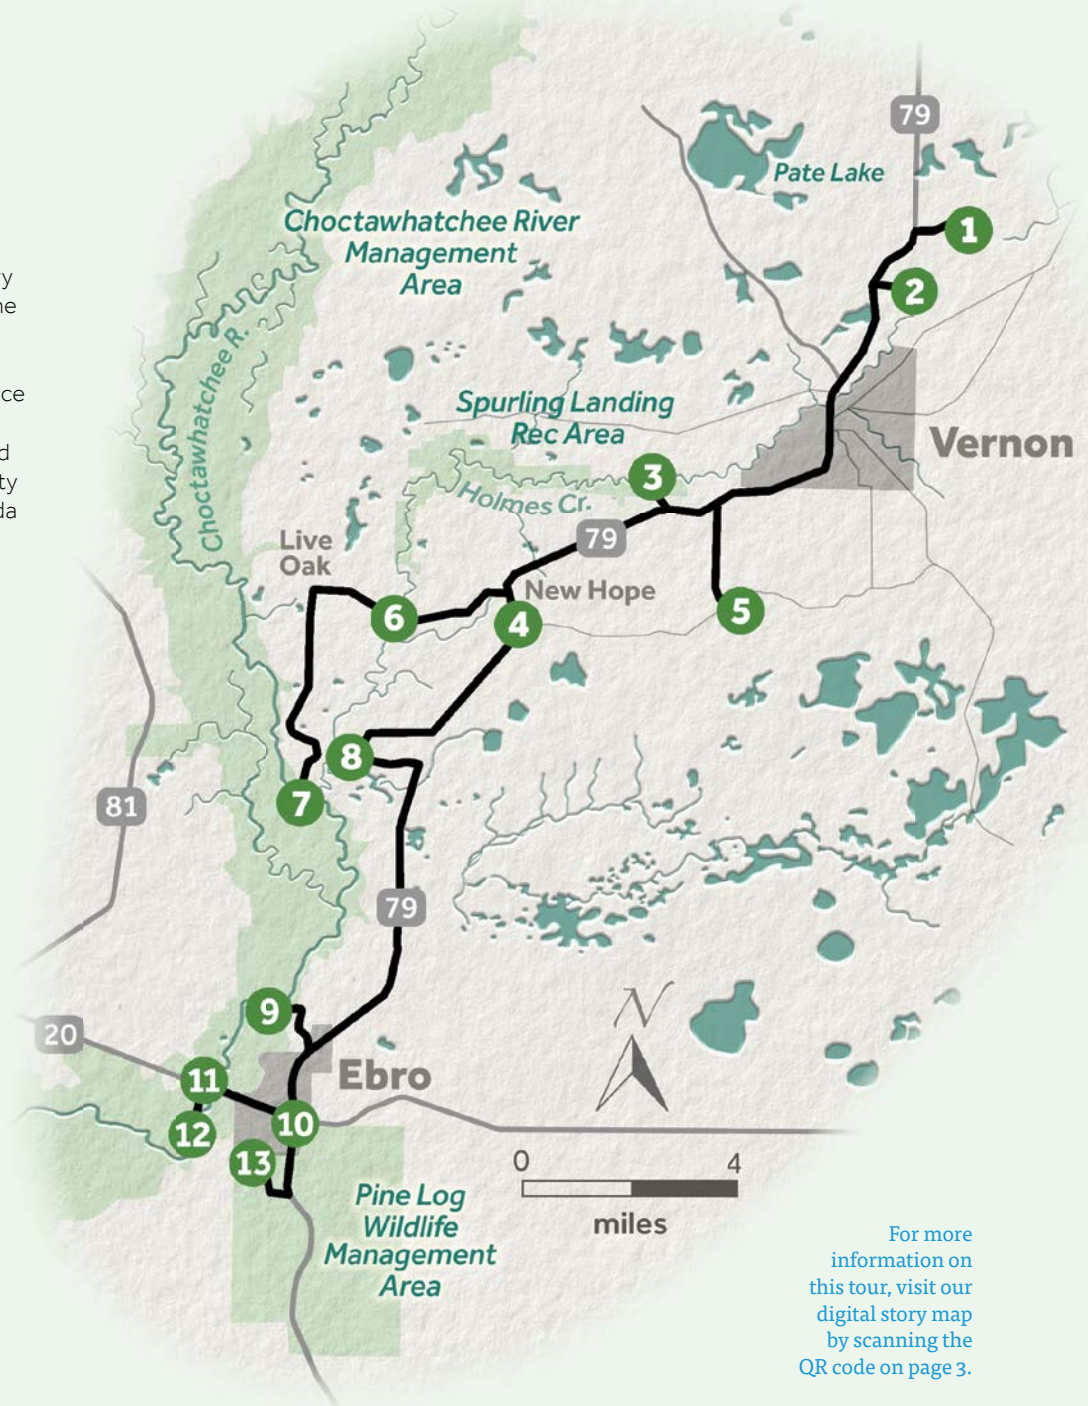 79
Pate Lake
1
Choctawhatchee River
Management
Area
2
ce
Choctawhatchee R.
Spurling Landing
Rec Area
Vernon
3
Holmes Cr.
79
Live
Oak
New Hope
6
4
5
8
7
81
79
9
20
Ebro
11
10
12
13
N
0
4
miles
Pine Log
Wildlife
Management
Area
For more
information on
this tour, visit our
digital story map
by scanning the
QR code on page 3.